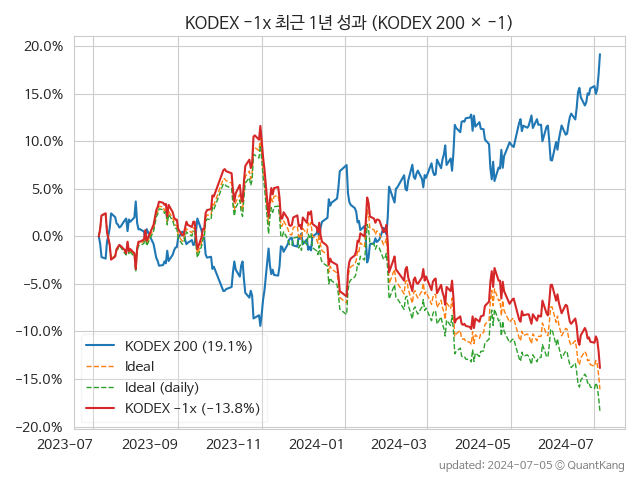 KODEX −1x 최근 1년 성과 (KODEX 200 × −1)
20.0%
15.0%
10.0%
5.0%
0.0%
−5.0%
−10.0%
−15.0%
−20.0%
KODEX 200 (19.1%)
Ideal
Ideal (daily)
KODEX −1x (−13.8%)
2023-07
2023-09
2023-11
2024-01
2024-03
2024-05
2024-07
updated: 2024-07-05 © QuantKang